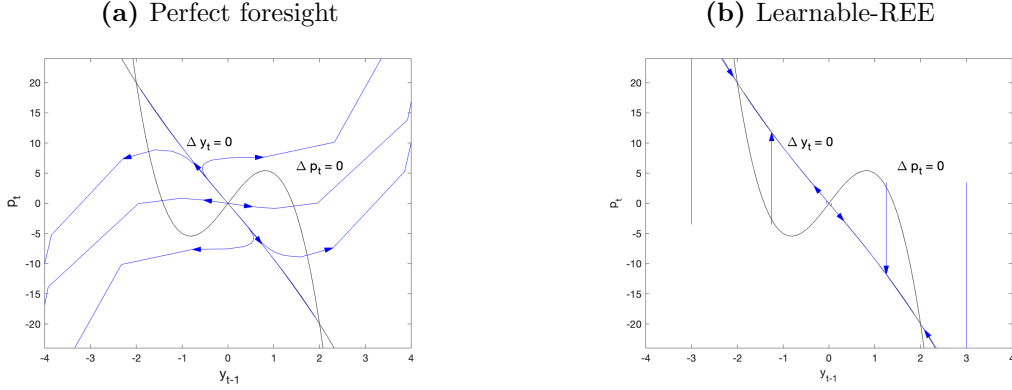 (a) Perfect foresight
20
15
10
5
0
-5
-10
-15
-20
p_t
Δ y_t = 0
Δ p_t = 0
-4 -3 -2 -1 0 1 2 3 4
y_{t-1}
(b) Learnable-REE
20
15
10
5
0
-5
-10
-15
-20
p_t
Δ y_t = 0
Δ p_t = 0
-4 -3 -2 -1 0 1 2 3 4
y_{t-1}